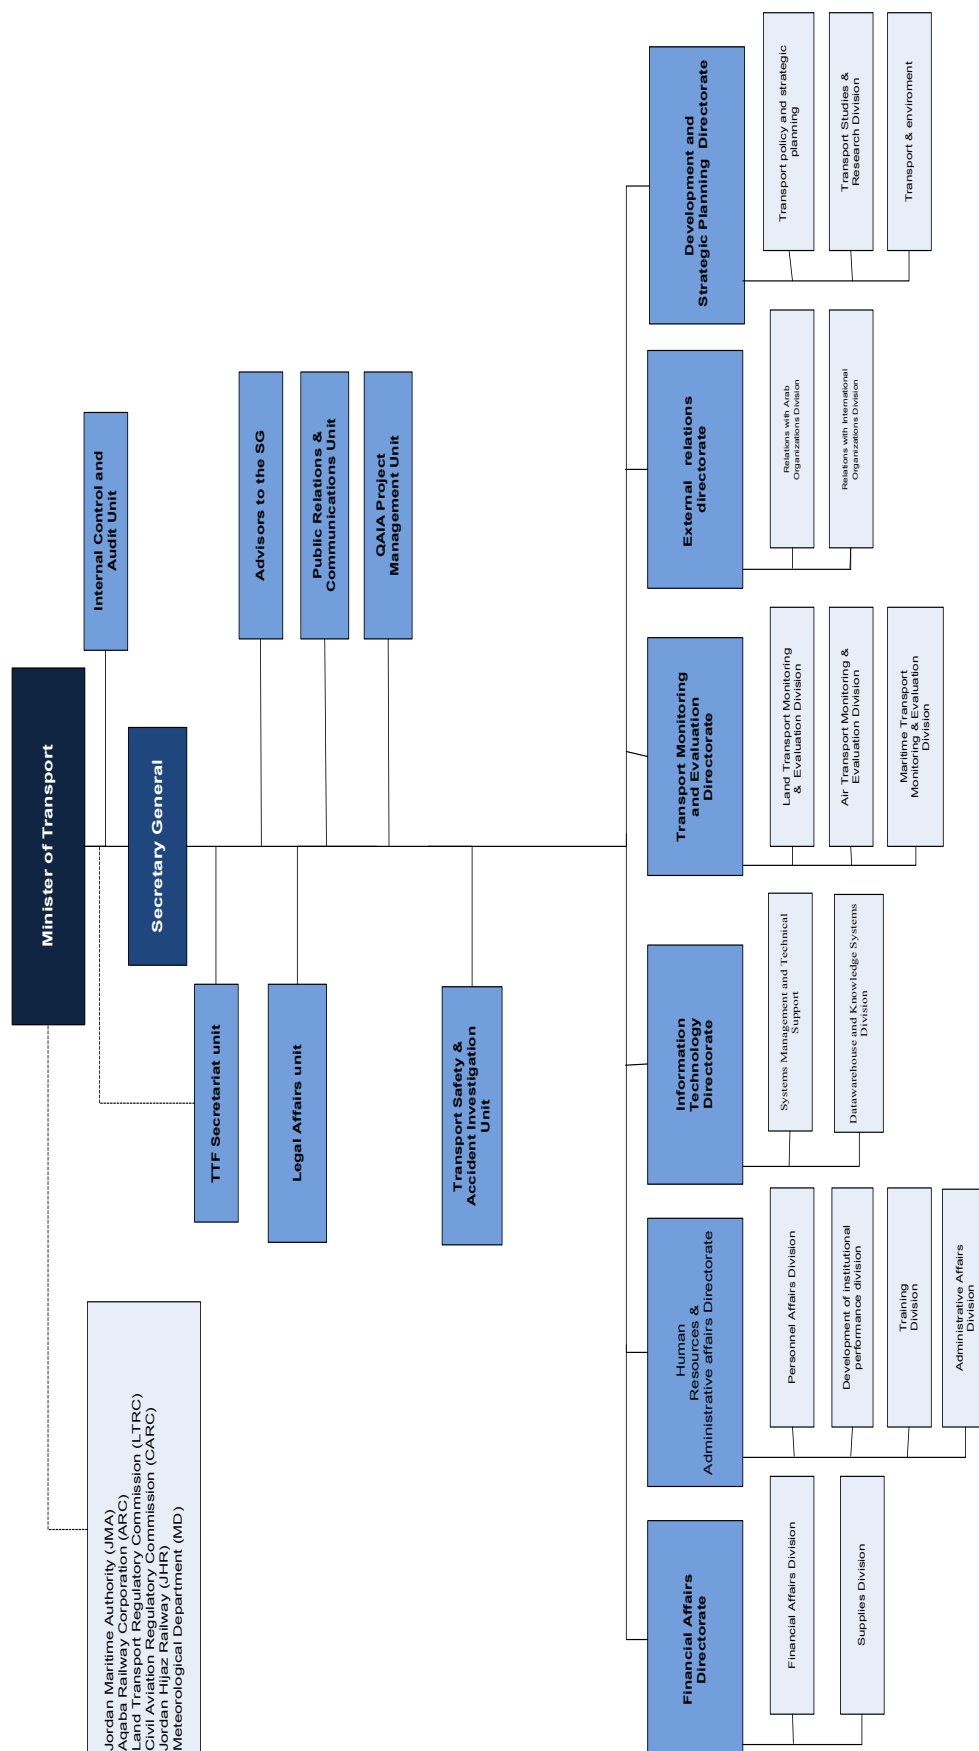 Minister of Transport
Jordan Maritime Authority (JMA)
Aqaba Railway Corporation (ARC)
Land Transport Regulatory Commission (LTRC)
Civil Aviation Regulatory Commission (CARC)
Jordan Hijaz Railway (JHR)
Meteorological Department (MD)
Internal Control and
Audit Unit
Secretary General
TTF Secretariat unit
Advisors to the SG
Legal Affairs unit
Public Relations &
Communications Unit
QAIA Project
Management Unit
Transport Safety &
Accident Investigation
Unit
Financial Affairs
Directorate
Financial Affairs Division
Supplies Division
Human
Resources &
Administrative affairs Directorate
Personnel Affairs Division
Development of institutional
performance division
Training
Division
Administrative Affairs
Division
Information
Technology
Directorate
Systems Management and Technical
Support
Datawarehouse and Knowledge Systems
Division
Transport Monitoring
and Evaluation
Directorate
Land Transport Monitoring
& Evaluation Division
Air Transport Monitoring &
Evaluation Division
Maritime Transport
Monitoring & Evaluation
Division
External relations
directorate
Relations with Arab
Organizations Division
Relations with International
Organizations Division
Development and
Strategic Planning Directorate
Transport policy and strategic
planning
Transport Studies &
Research Division
Transport & enviroment